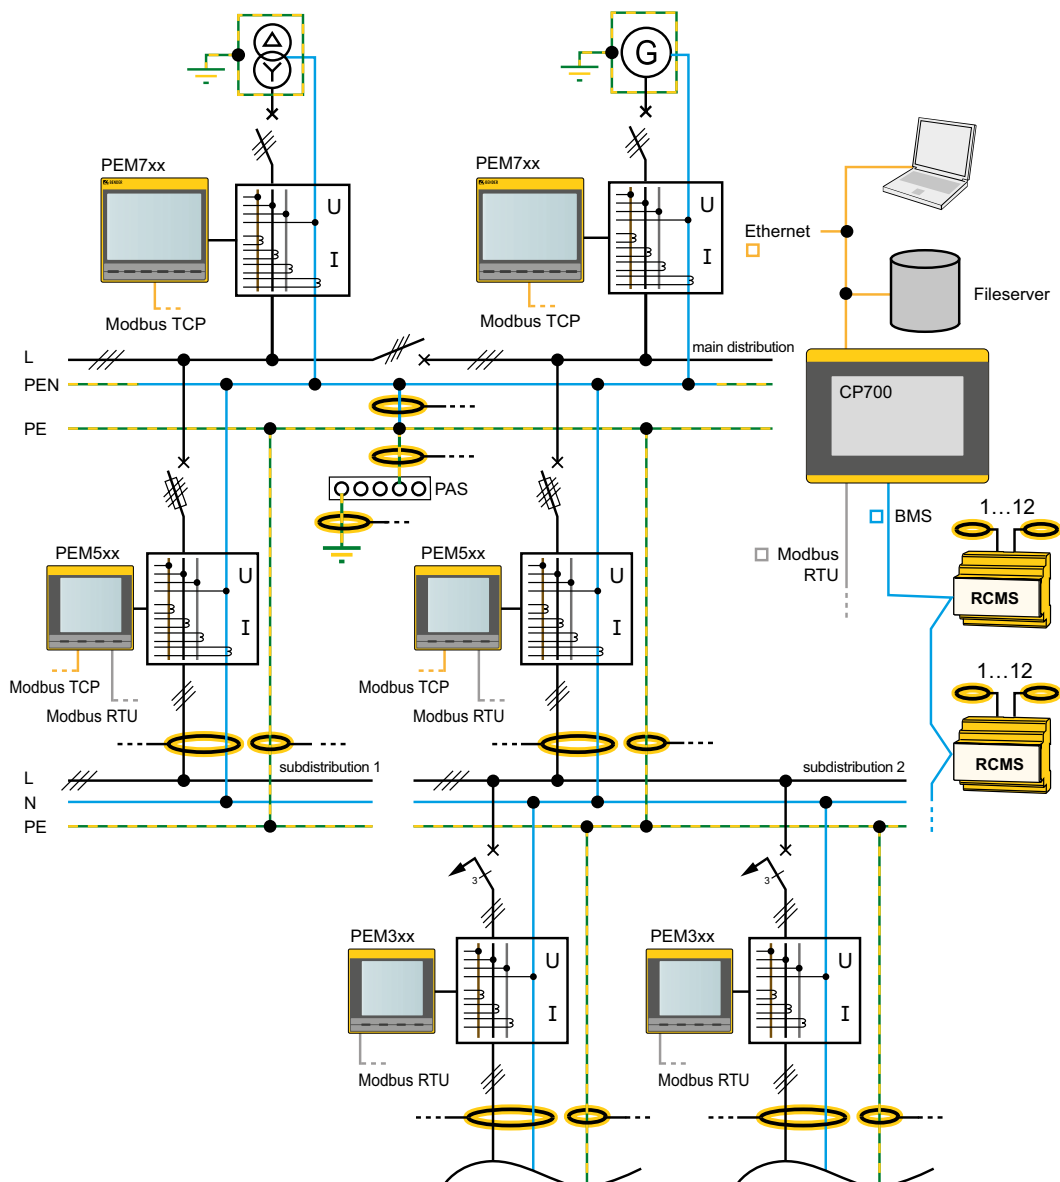 G
PEM7xx
BENDER
U
I
Modbus TCP
PEM7xx
BENDER
U
I
Modbus TCP
Ethernet
Fileserver
L
main distribution
PEN
PE
CP700
PAS
BMS
1…12
Modbus
RTU
RCMS
PEM5xx
U
I
Modbus TCP
Modbus RTU
PEM5xx
U
I
Modbus TCP
Modbus RTU
1…12
RCMS
L
subdistribution 1
subdistribution 2
N
PE
3
3
PEM3xx
U
I
Modbus RTU
PEM3xx
U
I
Modbus RTU